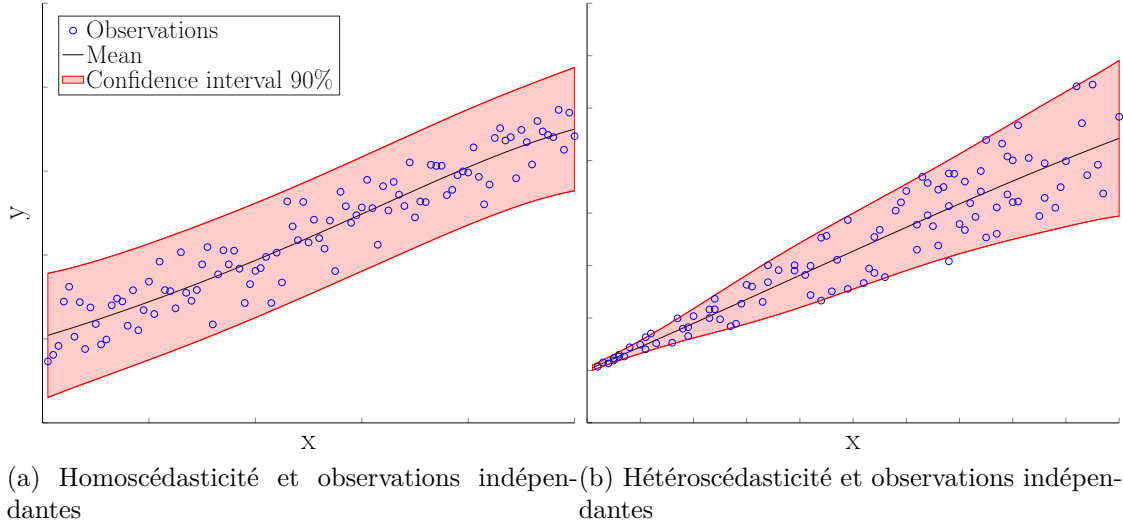 Observations
Mean
Confidence interval 90%
y
x
x
(a) Homoscédasticité et observations indépen-
dantes
(b) Hétéroscédasticité et observations indépen-
dantes